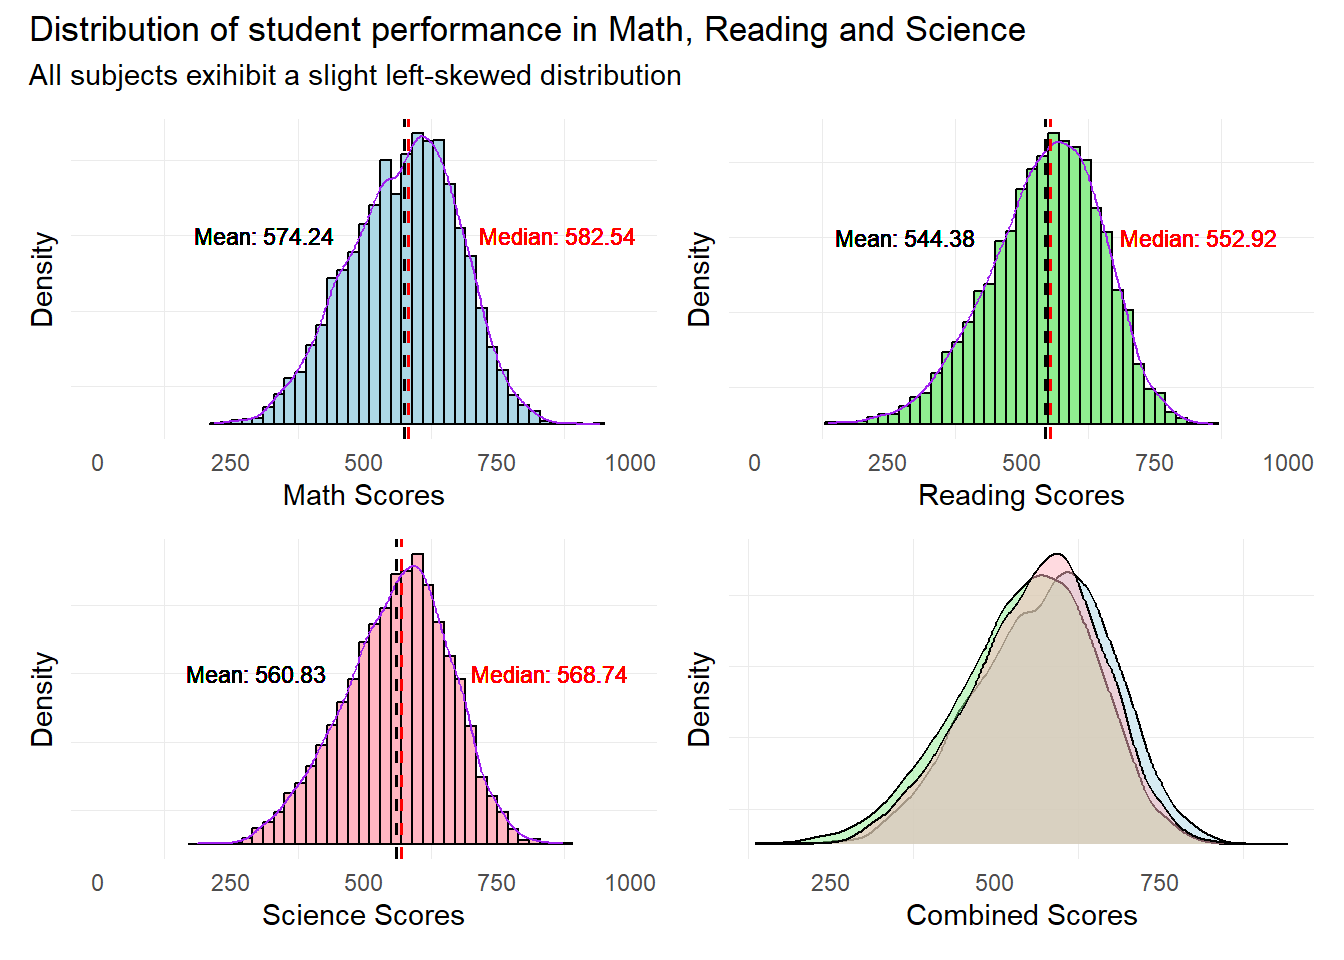 Distribution of student performance in Math, Reading and Science
All subjects exihibit a slight left-skewed distribution
Density
Mean: 574.24
Median: 582.54
0 250 500 750 1000
Math Scores
Density
Mean: 544.38
Median: 552.92
0 250 500 750 1000
Reading Scores
Density
Mean: 560.83
Median: 568.74
0 250 500 750 1000
Science Scores
Density
250 500 750
Combined Scores